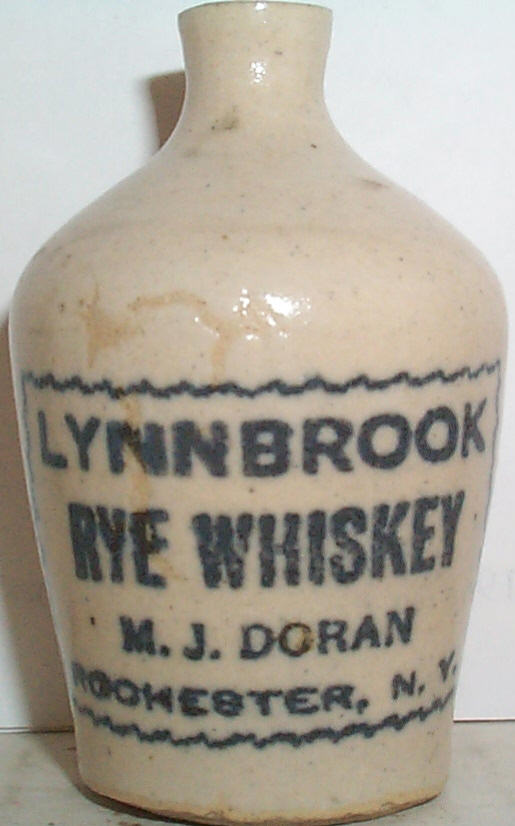 LYNNBROOK
RYE WHISKEY
M. J. DORAN
ROCHESTER, N. Y.